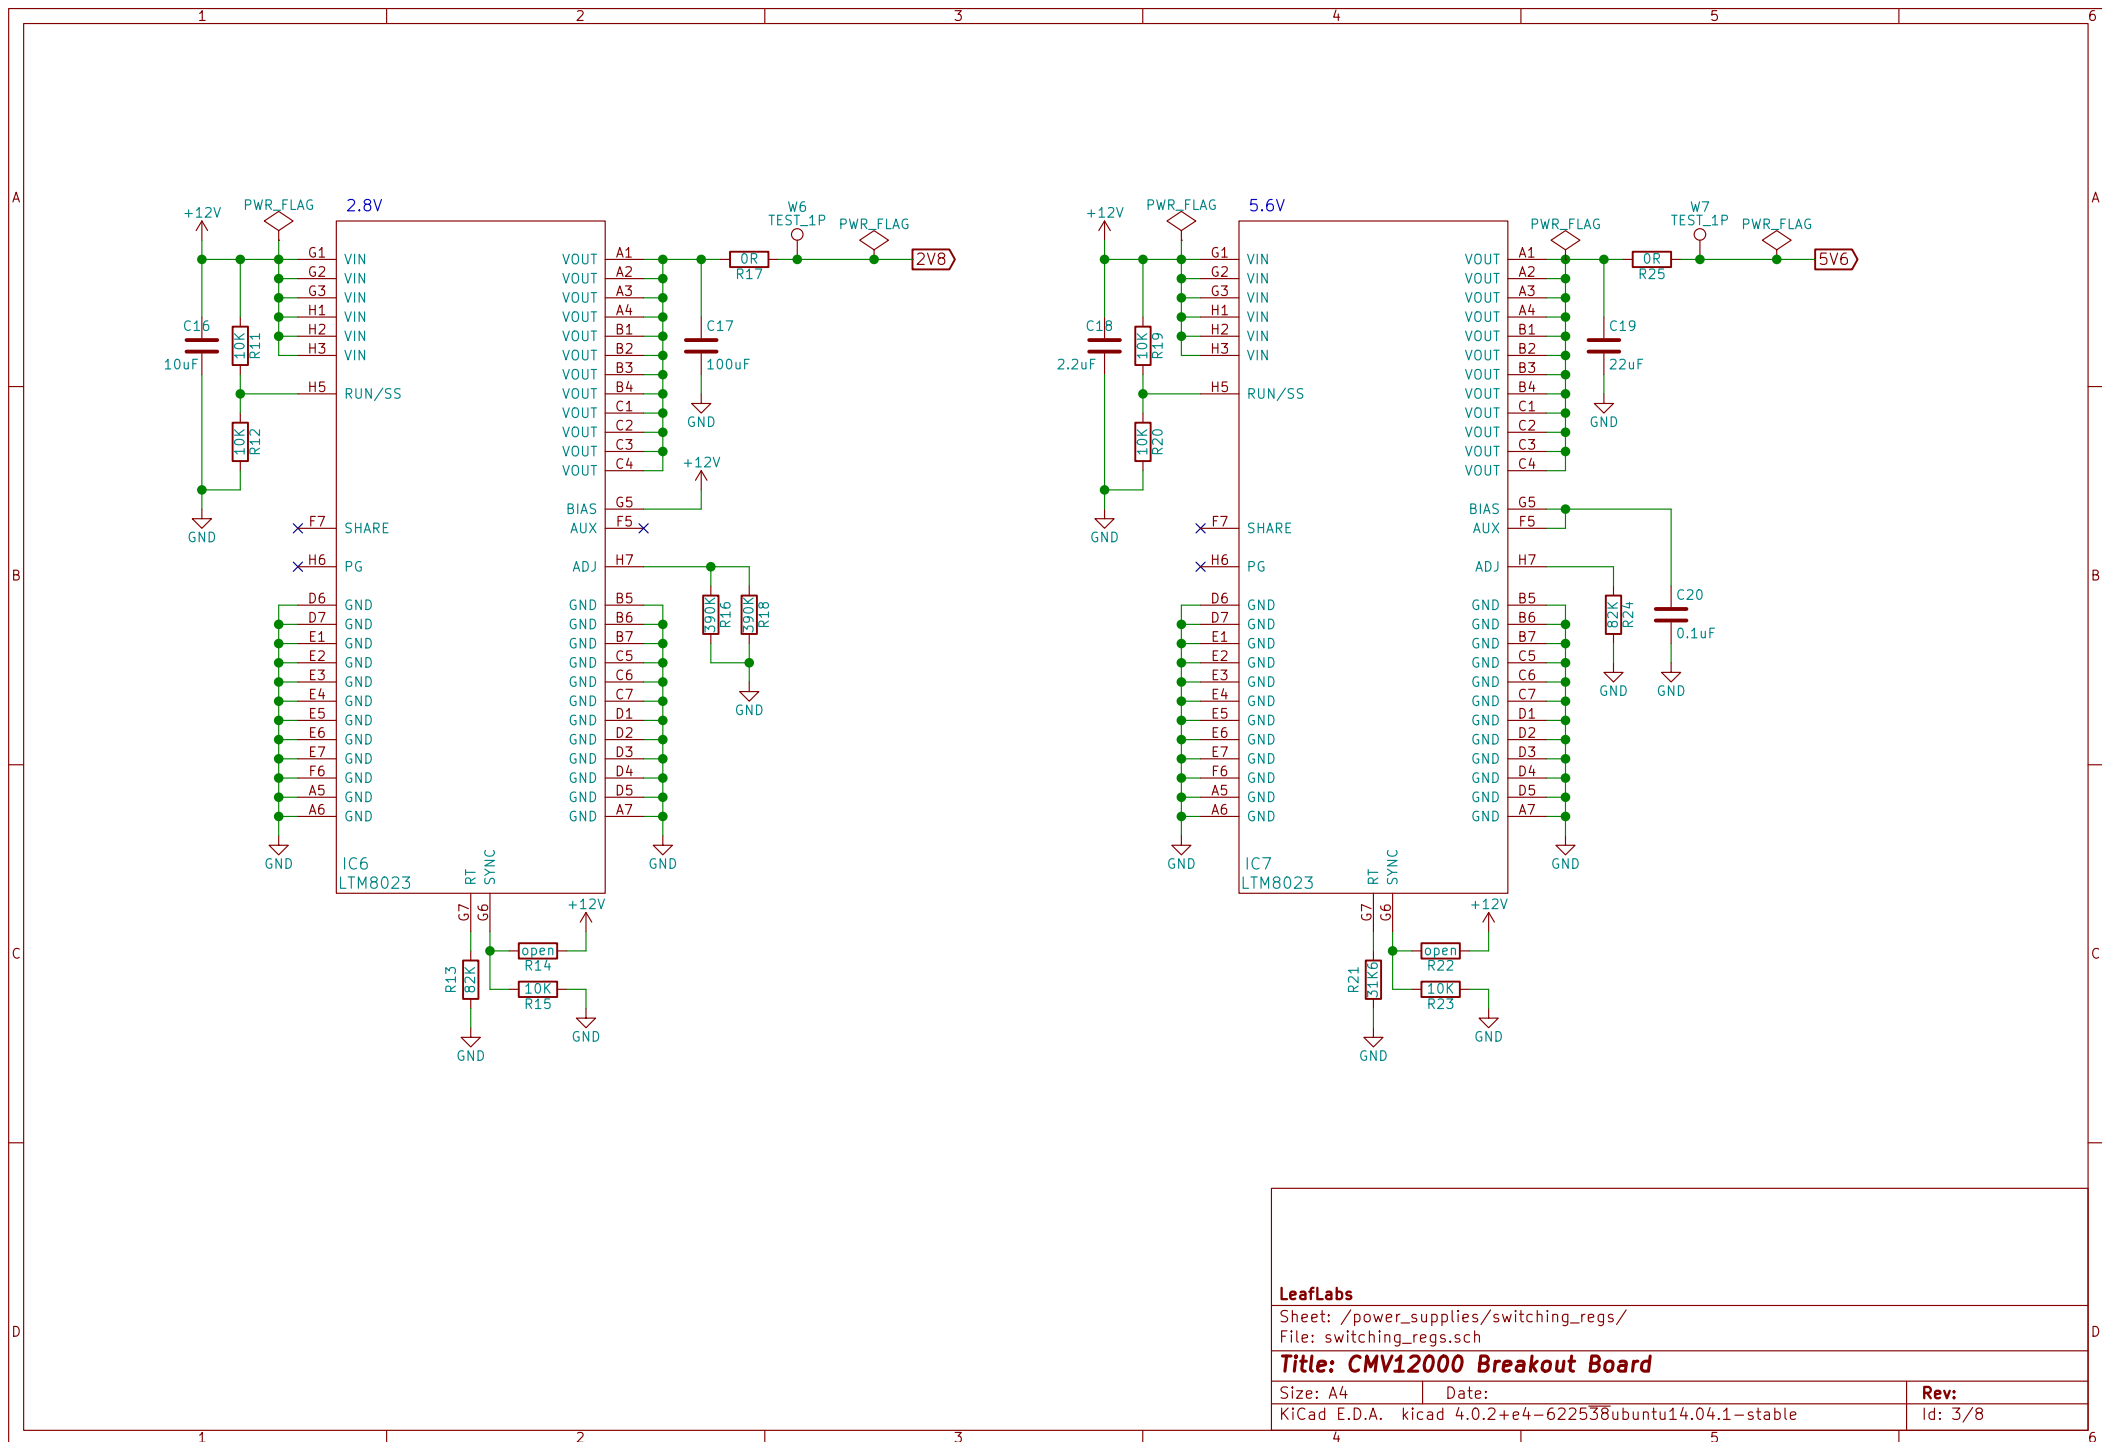 1 2 3 4 5 6
A A
B B
C C
D D
+12V
PWR_FLAG
2.8V
W6
TEST_1P
PWR_FLAG
G1 VIN
G2 VIN
G3 VIN
H1 VIN
H2 VIN
H3 VIN
H5 RUN/SS
F7 SHARE
H6 PG
D6 GND
D7 GND
E1 GND
E2 GND
E3 GND
E4 GND
E5 GND
E6 GND
E7 GND
F6 GND
A5 GND
A6 GND
VOUT A1
VOUT A2
VOUT A3
VOUT A4
VOUT B1
VOUT B2
VOUT B3
VOUT B4
VOUT C1
VOUT C2
VOUT C3
VOUT C4
BIAS G5
AUX F5
ADJ H7
GND B5
GND B6
GND B7
GND C5
GND C6
GND C7
GND D1
GND D2
GND D3
GND D4
GND D5
GND A7
0R
R17
2V8
C16
10uF
10K
R11
10K
R12
GND
C17
100uF
GND
+12V
390K
R16
390K
R18
GND
GND
GND
IC6
LTM8023
RT
SYNC
G7
G6
+12V
open
R14
10K
R15
R13
82K
GND
GND
+12V
PWR_FLAG
5.6V
PWR_FLAG
W7
TEST_1P
PWR_FLAG
G1 VIN
G2 VIN
G3 VIN
H1 VIN
H2 VIN
H3 VIN
H5 RUN/SS
F7 SHARE
H6 PG
D6 GND
D7 GND
E1 GND
E2 GND
E3 GND
E4 GND
E5 GND
E6 GND
E7 GND
F6 GND
A5 GND
A6 GND
VOUT A1
VOUT A2
VOUT A3
VOUT A4
VOUT B1
VOUT B2
VOUT B3
VOUT B4
VOUT C1
VOUT C2
VOUT C3
VOUT C4
BIAS G5
AUX F5
ADJ H7
GND B5
GND B6
GND B7
GND C5
GND C6
GND C7
GND D1
GND D2
GND D3
GND D4
GND D5
GND A7
0R
R25
5V6
C18
2.2uF
10K
R19
10K
R20
GND
C19
22uF
GND
82K
R24
C20
0.1uF
GND
GND
GND
GND
IC7
LTM8023
RT
SYNC
G7
G6
+12V
open
R22
10K
R23
R21
31K6
GND
GND
LeafLabs
Sheet: /power_supplies/switching_regs/
File: switching_regs.sch
Title: CMV12000 Breakout Board
Size: A4 Date: Rev:
KiCad E.D.A. kicad 4.0.2+e4-622538ubuntu14.04.1-stable Id: 3/8
1 2 3 4 5 6